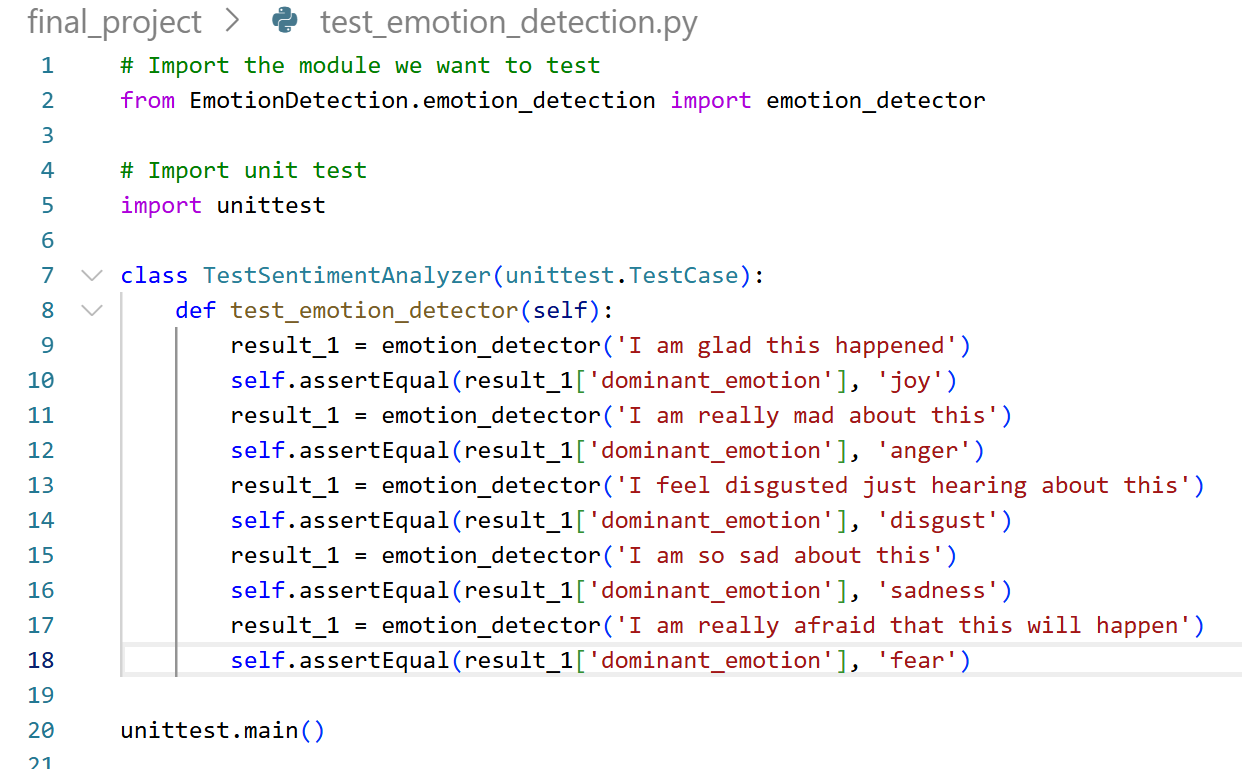 final_project > test_emotion_detection.py
1 # Import the module we want to test
2 from EmotionDetection.emotion_detection import emotion_detector
3
4 # Import unit test
5 import unittest
6
7 class TestSentimentAnalyzer(unittest.TestCase):
8     def test_emotion_detector(self):
9         result_1 = emotion_detector('I am glad this happened')
10         self.assertEqual(result_1['dominant_emotion'], 'joy')
11         result_1 = emotion_detector('I am really mad about this')
12         self.assertEqual(result_1['dominant_emotion'], 'anger')
13         result_1 = emotion_detector('I feel disgusted just hearing about this')
14         self.assertEqual(result_1['dominant_emotion'], 'disgust')
15         result_1 = emotion_detector('I am so sad about this')
16         self.assertEqual(result_1['dominant_emotion'], 'sadness')
17         result_1 = emotion_detector('I am really afraid that this will happen')
18         self.assertEqual(result_1['dominant_emotion'], 'fear')
19
20 unittest.main()
21